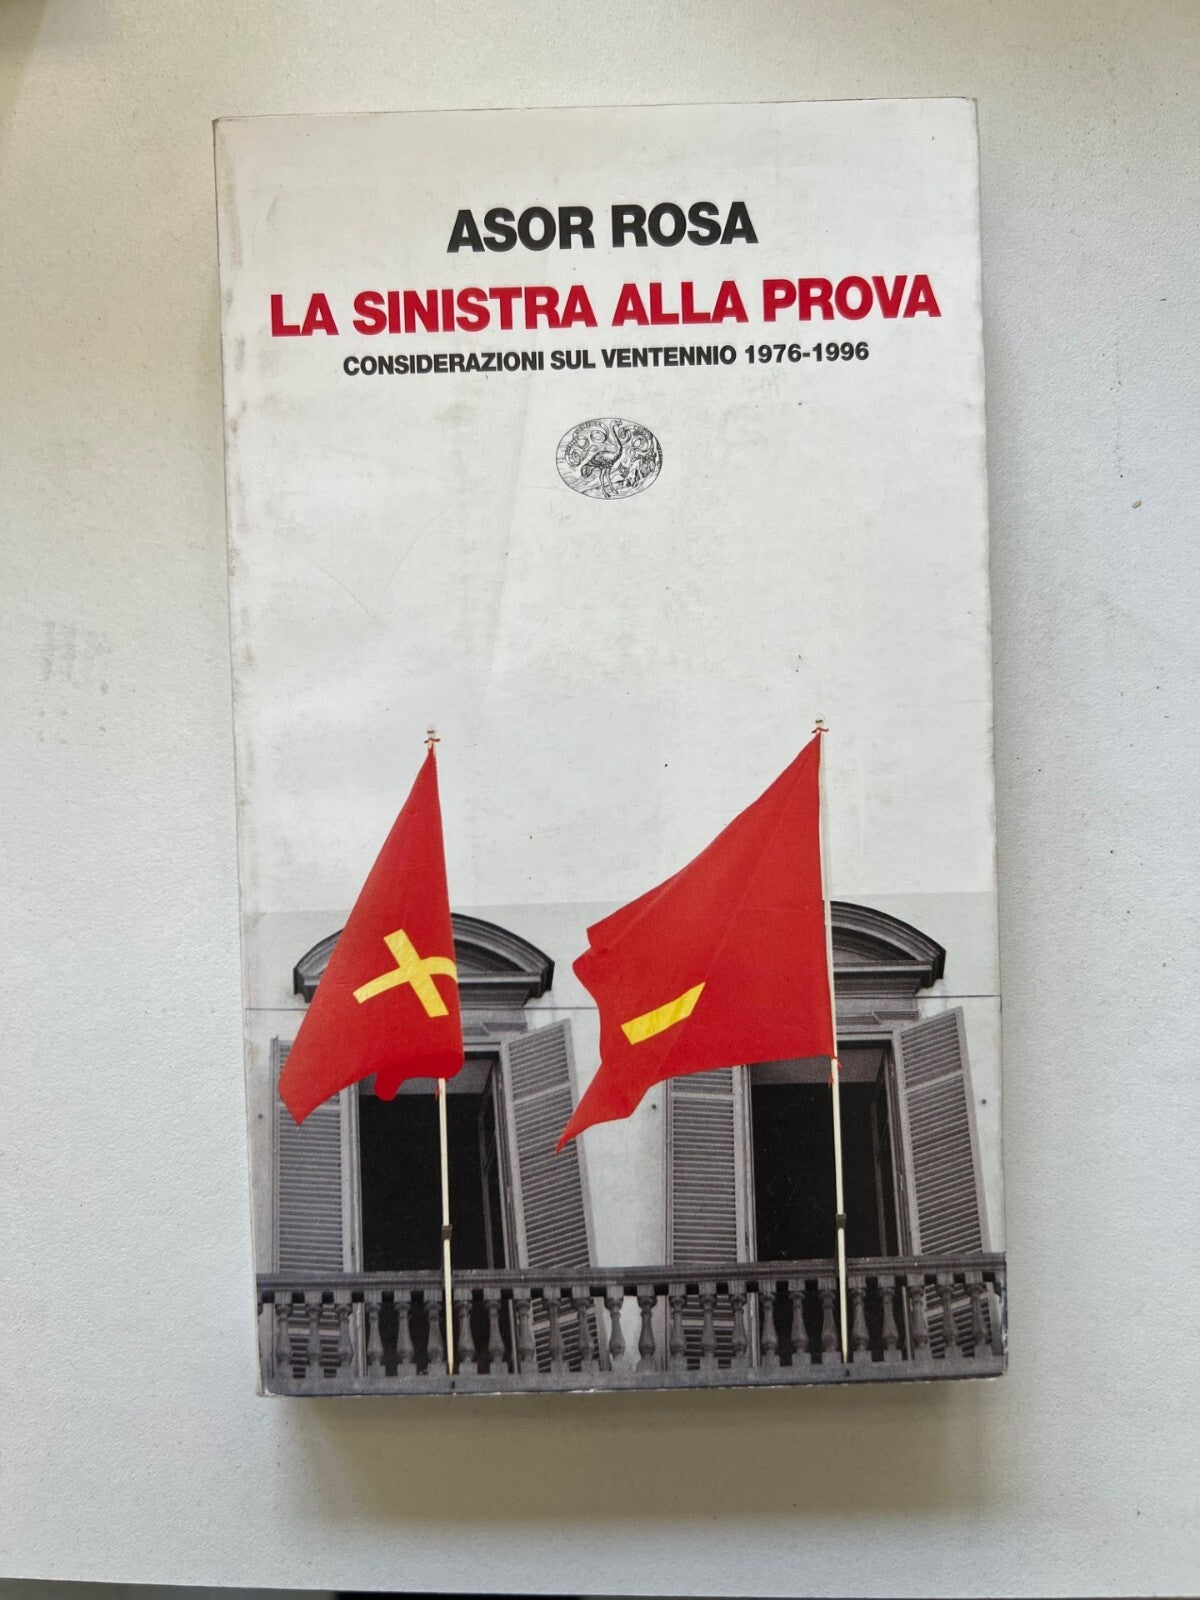 ASOR ROSA
LA SINISTRA ALLA PROVA
CONSIDERAZIONI SUL VENTENNIO 1976-1996